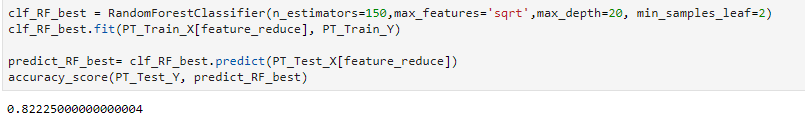 clf_RF_best = RandomForestClassifier(n_estimators=150,max_features='sqrt',max_depth=20, min_samples_leaf=2)
clf_RF_best.fit(PT_Train_X[feature_reduce], PT_Train_Y)
predict_RF_best= clf_RF_best.predict(PT_Test_X[feature_reduce])
accuracy_score(PT_Test_Y, predict_RF_best)
0.82225000000000004